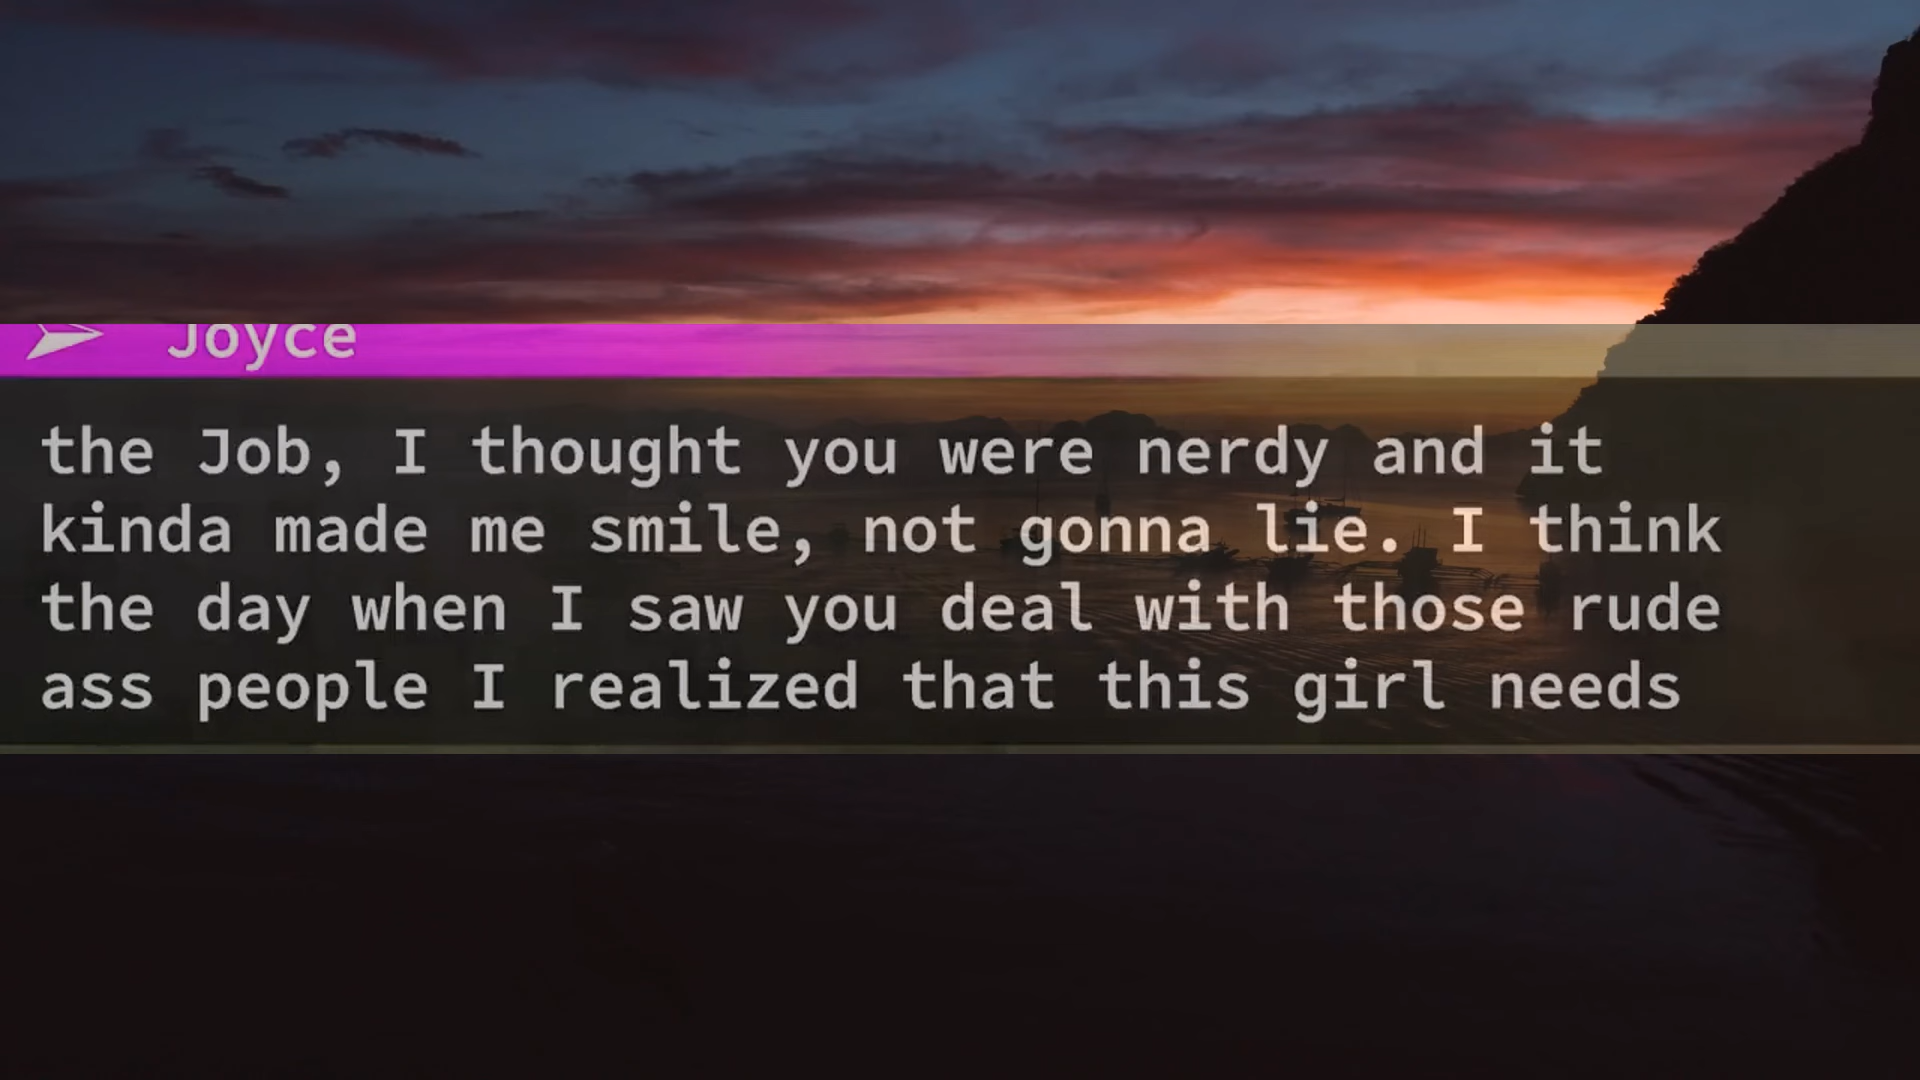 Joyce
the Job, I thought you were nerdy and it
kinda made me smile, not gonna lie. I think
the day when I saw you deal with those rude
ass people I realized that this girl needs